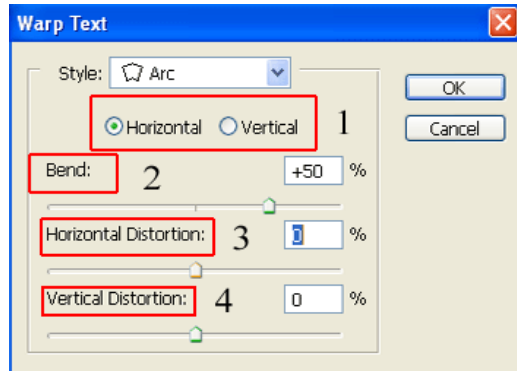 Warp Text
Style: Arc
OK
Horizontal Vertical 1
Cancel
Bend: 2 +50 %
Horizontal Distortion: 3 0 %
Vertical Distortion: 4 0 %